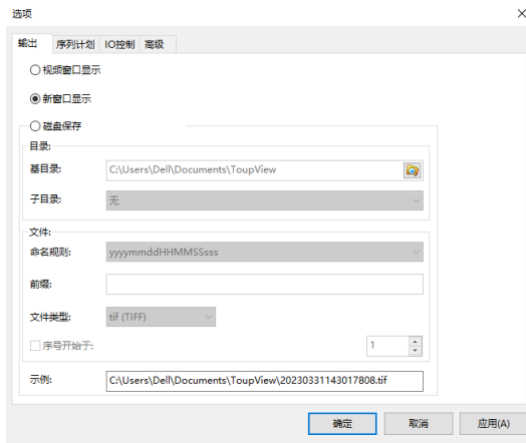 选项
输出 序列计划 IO控制 高级
视频窗口显示
新窗口显示
磁盘保存
目录:
基目录: C:\Users\Dell\Documents\ToupView
子目录: 无
文件:
命名规则: yyyymmddHHMMSSsss
前缀:
文件类型: tif (TIFF)
序号开始于: 1
示例: C:\Users\Dell\Documents\ToupView\20230331143017808.tif
确定 取消 应用(A)